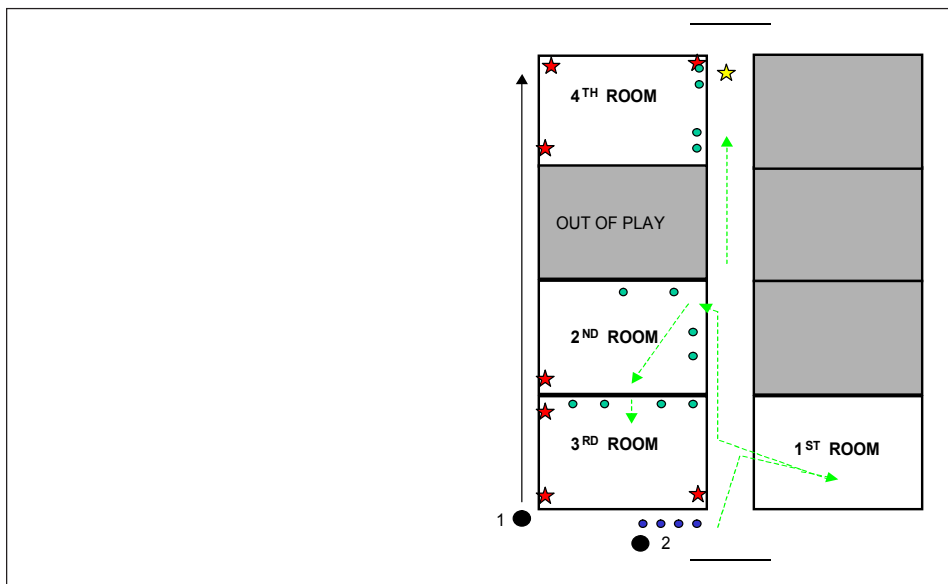 4TH ROOM
OUT OF PLAY
2ND ROOM
3RD ROOM
1ST ROOM
1
2